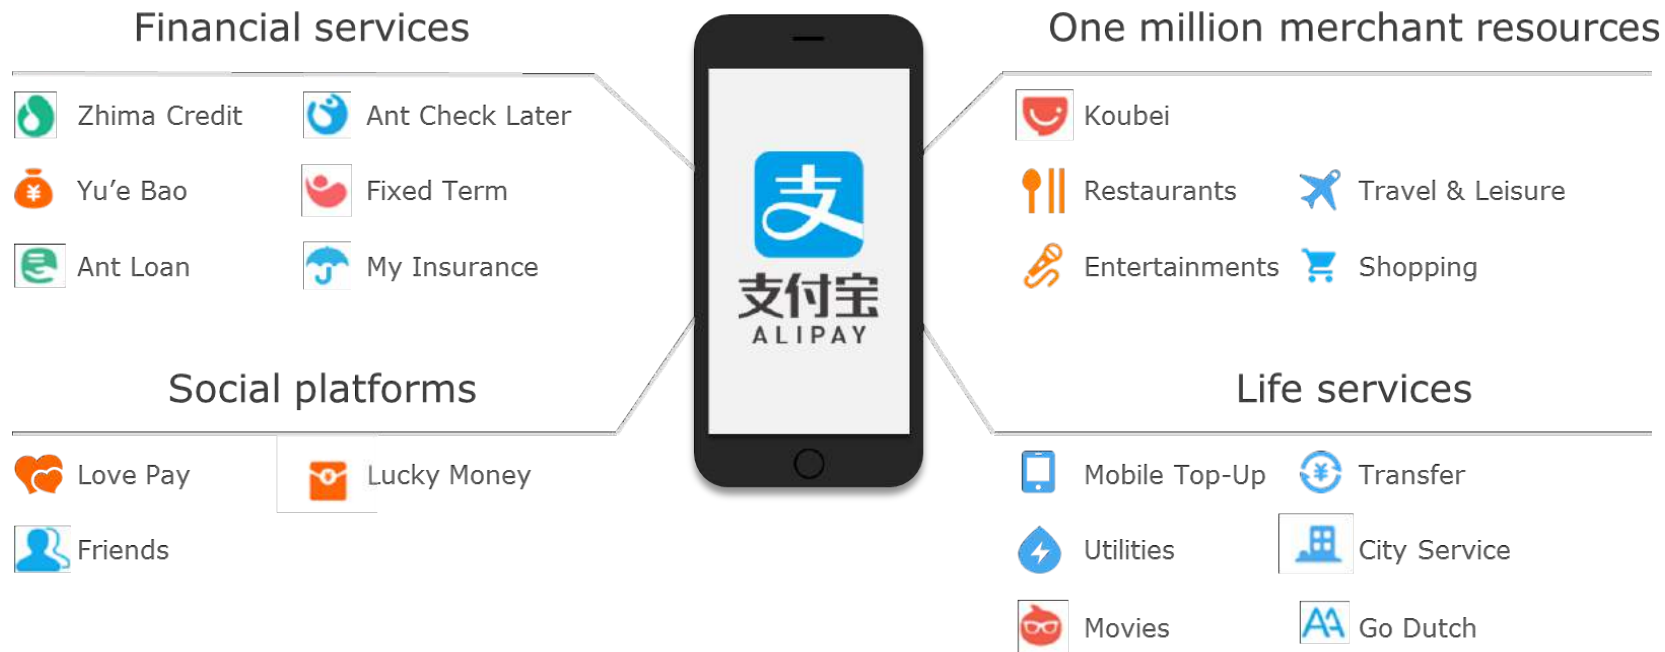 Financial services
Zhima Credit
Ant Check Later
Yu’e Bao
Fixed Term
Ant Loan
My Insurance
Social platforms
Love Pay
Lucky Money
Friends
支
支付宝
ALIPAY
One million merchant resources
Koubei
Restaurants
Travel & Leisure
Entertainments
Shopping
Life services
Mobile Top-Up
Transfer
Utilities
City Service
Movies
Go Dutch